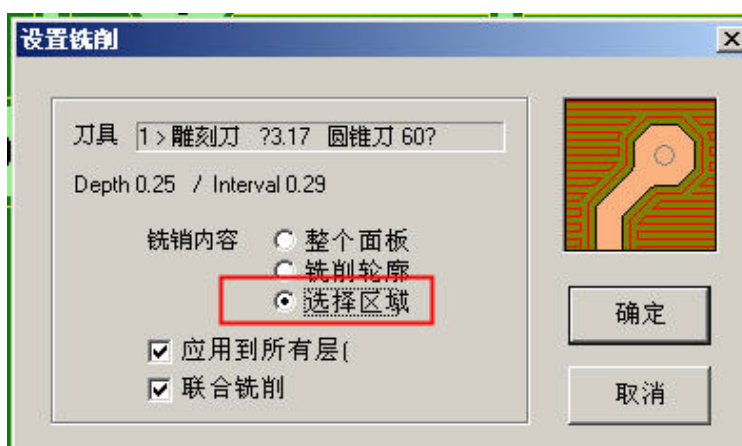 设置铣削
刀具 1>雕刻刀 ?3.17 圆锥刀 60?
Depth 0.25 / Interval 0.29
铣销内容 整个面板
铣削轮廓
选择区域
应用到所有层(
联合铣削
确定
取消